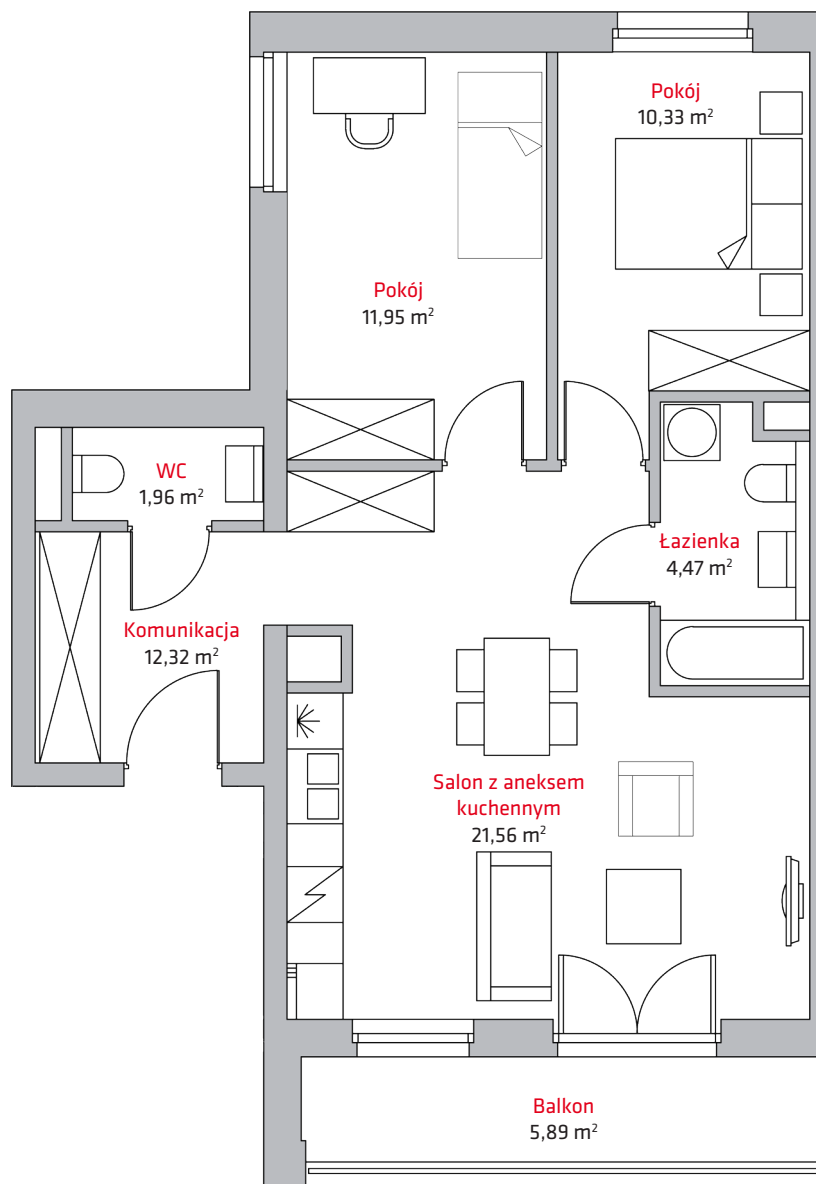 Pokój
10,33 m²
Pokój
11,95 m²
WC
1,96 m²
Łazienka
4,47 m²
Komunikacja
12,32 m²
Salon z aneksem
kuchennym
21,56 m²
Balkon
5,89 m²